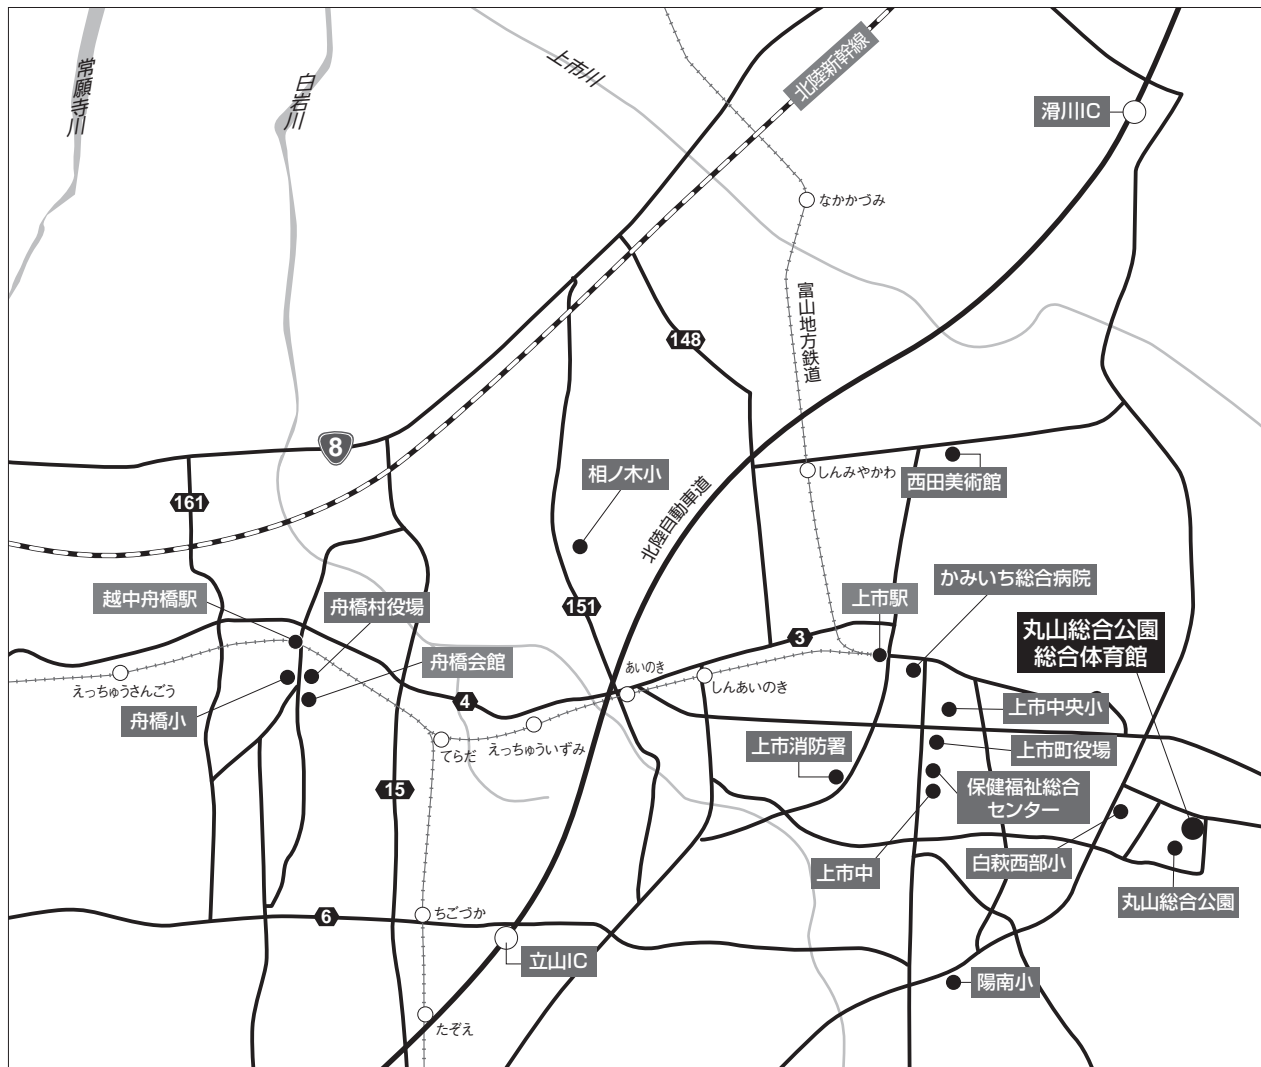 常願寺川
白岩川
上市川
北陸新幹線
滑川IC
なかかづみ
富山地方鉄道
148
8
161
相ノ木小
しんみやかわ
西田美術館
北陸自動車道
かみいち総合病院
越中舟橋駅
舟橋村役場
151
上市駅
丸山総合公園
総合体育館
3
舟橋会館
あいのき
しんあいのき
えっちゅうさんごう
4
舟橋小
上市中央小
てらだ
えっちゅういずみ
上市消防署
上市町役場
15
保健福祉総合
センター
上市中
白萩西部小
丸山総合公園
6
ちごづか
立山IC
陽南小
たぞえ